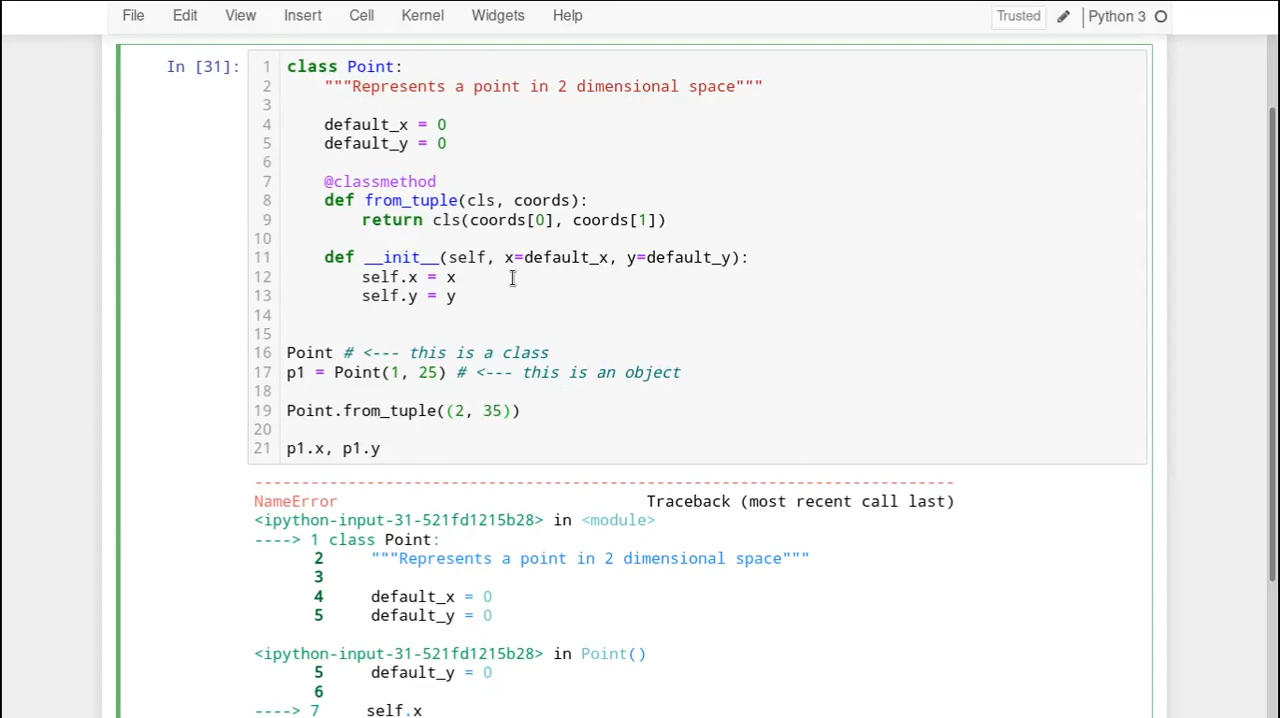 File Edit View Insert Cell Kernel Widgets Help Trusted Python 3
In [31]:
1 class Point:
2     """Represents a point in 2 dimensional space"""
3
4     default_x = 0
5     default_y = 0
6
7     @classmethod
8     def from_tuple(cls, coords):
9         return cls(coords[0], coords[1])
10
11     def __init__(self, x=default_x, y=default_y):
12         self.x = x
13         self.y = y
14
15
16 Point # <--- this is a class
17 p1 = Point(1, 25) # <--- this is an object
18
19 Point.from_tuple((2, 35))
20
21 p1.x, p1.y
---------------------------------------------------------------------------
NameError                                 Traceback (most recent call last)
<ipython-input-31-521fd1215b28> in <module>
----> 1 class Point:
      2     """Represents a point in 2 dimensional space"""
      3
      4     default_x = 0
      5     default_y = 0

<ipython-input-31-521fd1215b28> in Point()
      5     default_y = 0
      6
----> 7     self.x